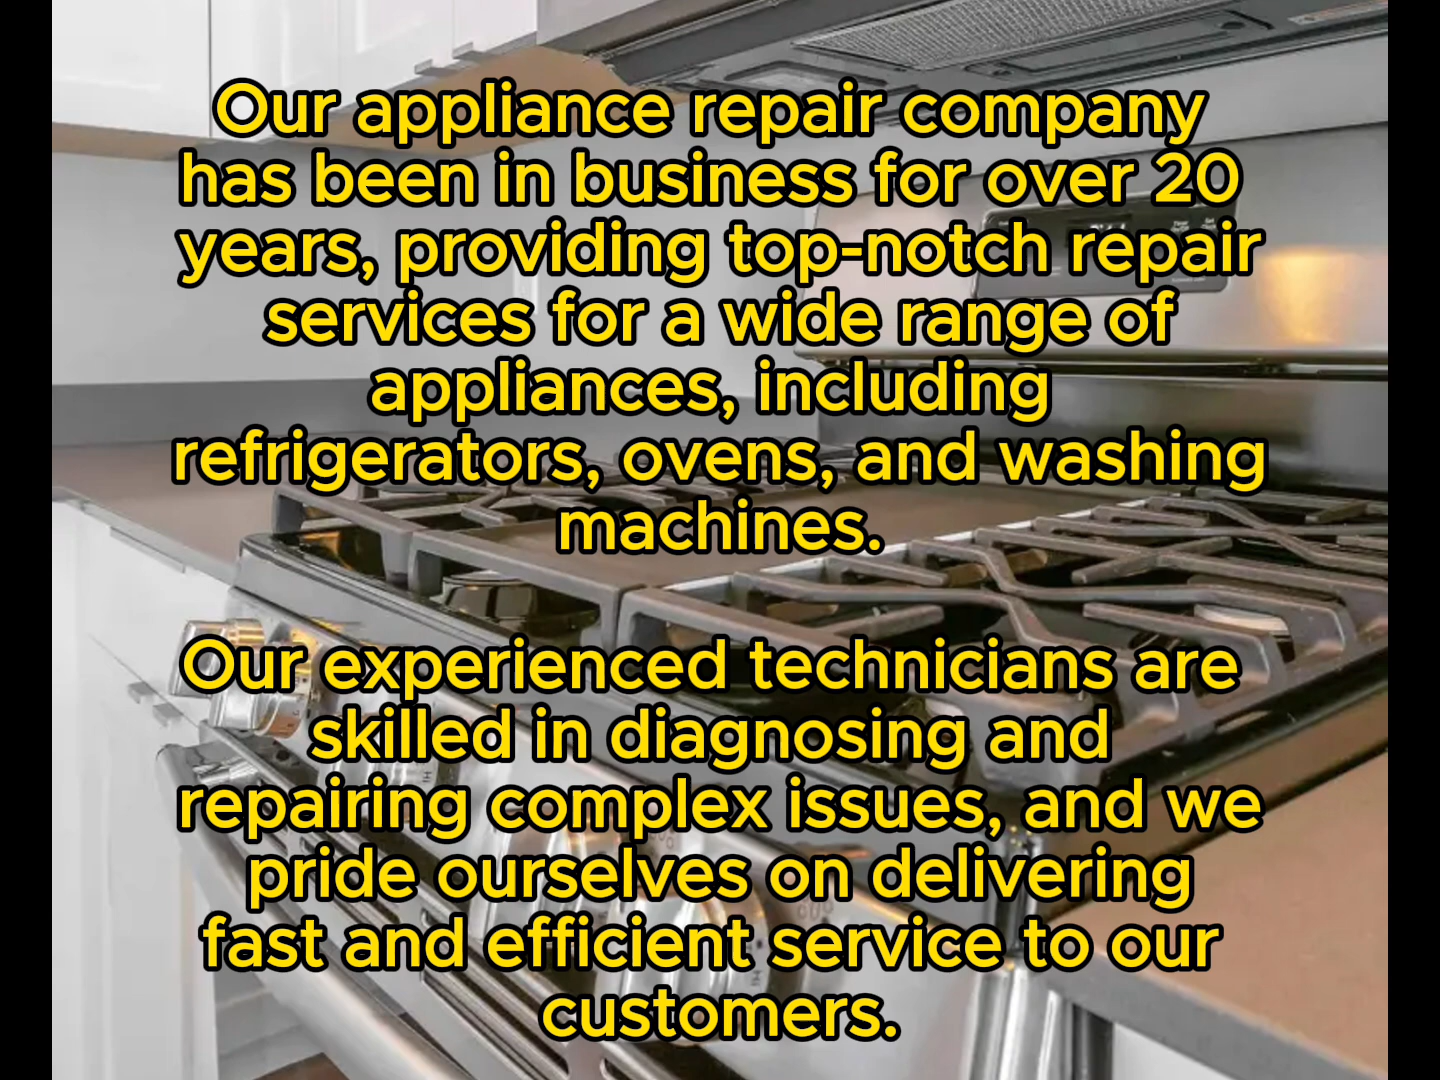 Our appliance repair company
has been in business for over 20
years, providing top-notch repair
services for a wide range of
appliances, including
refrigerators, ovens, and washing
machines.
Our experienced technicians are
skilled in diagnosing and
repairing complex issues, and we
pride ourselves on delivering
fast and efficient service to our
customers.